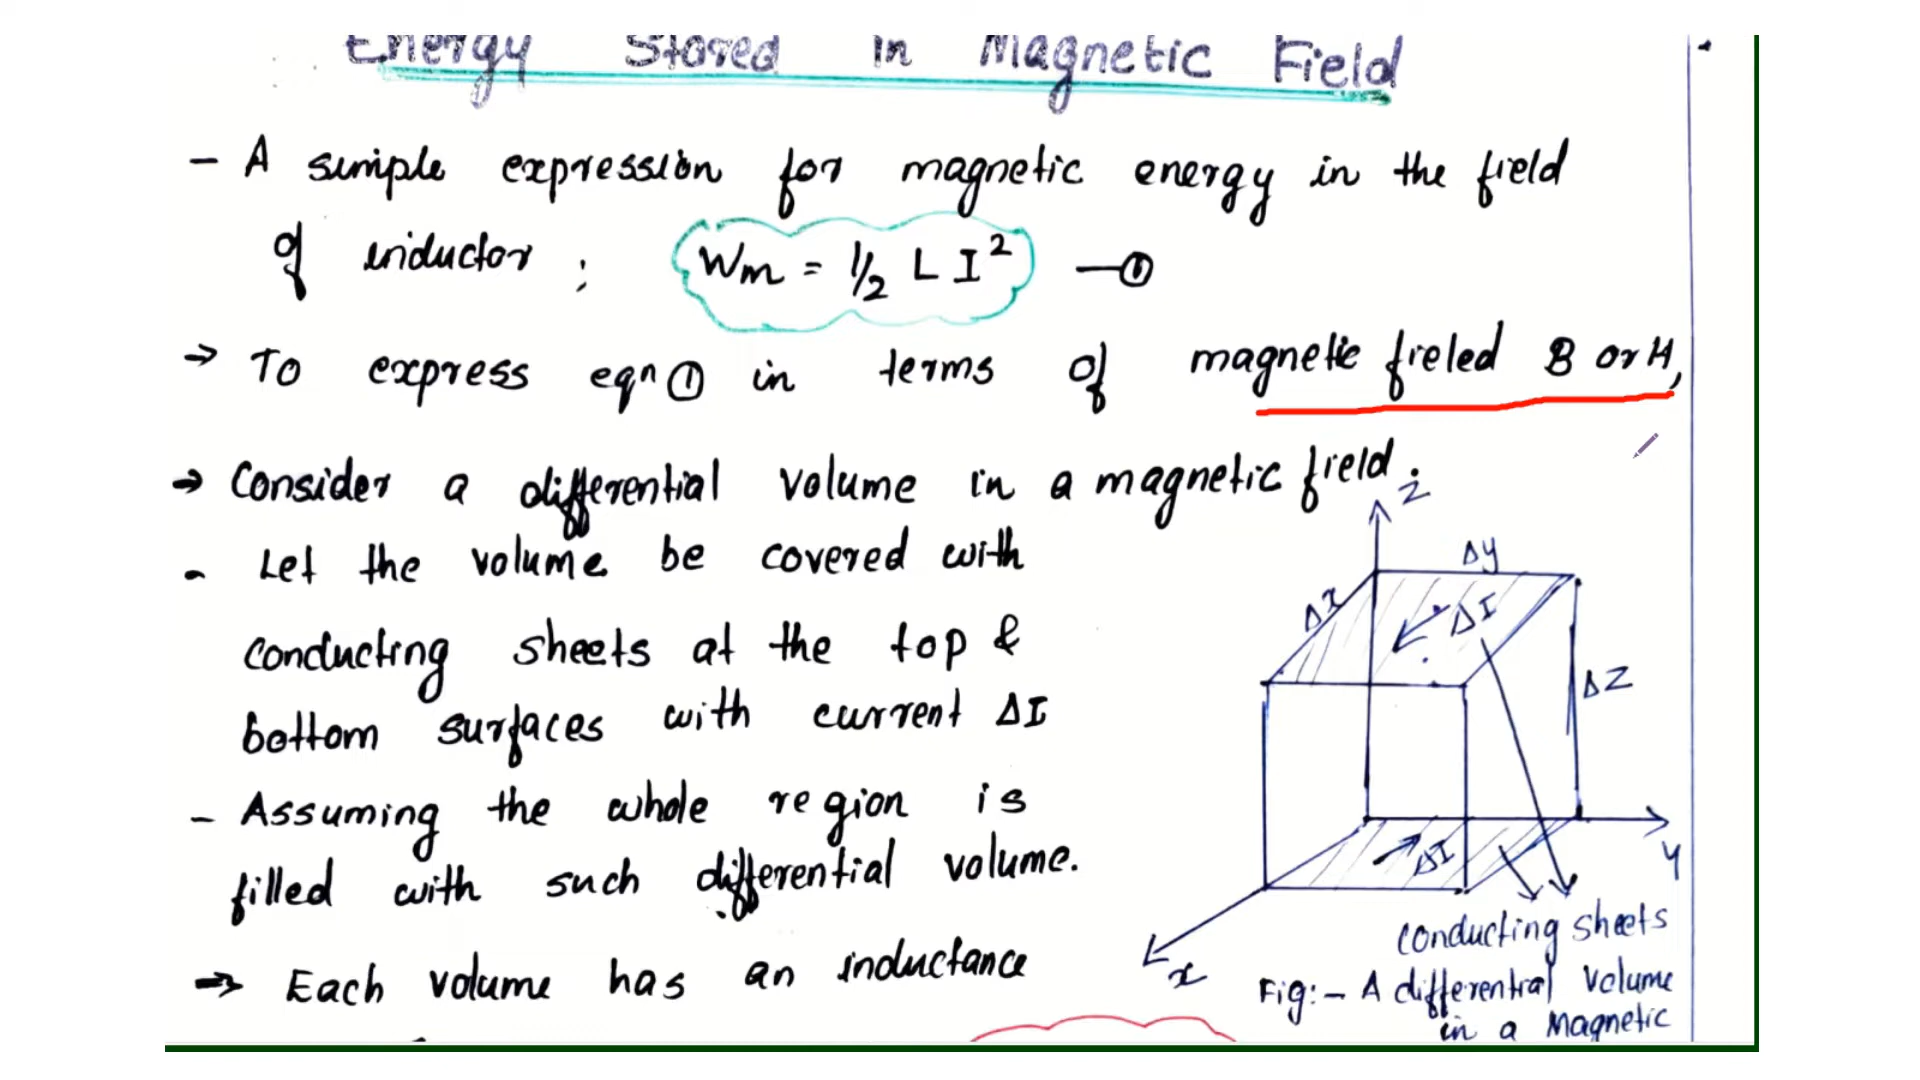 Energy Stored in Magnetic Field
- A simple expression for magnetic energy in the field
of inductor ; Wm = 1/2 L I² —①
→ To express eqn ① in terms of magnetic fieled B or H,
→ Consider a differential volume in a magnetic field.
- Let the volume be covered with
conducting sheets at the top &
bottom surfaces with current ΔI
- Assuming the whole region is
filled with such differential volume.
→ Each volume has an inductance
Z
Δy
Δx
ΔI
ΔZ
ΔI
y
x
conducting sheets
Fig:- A differential volume
in a Magnetic